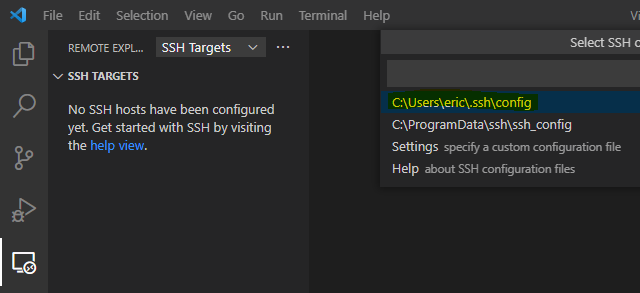 File Edit Selection View Go Run Terminal Help
REMOTE EXPL... SSH Targets
Select SSH
SSH TARGETS
No SSH hosts have been configured
yet. Get started with SSH by visiting
the help view.
C:\Users\eric\.ssh\config
C:\ProgramData\ssh\ssh_config
Settings specify a custom configuration file
Help about SSH configuration files